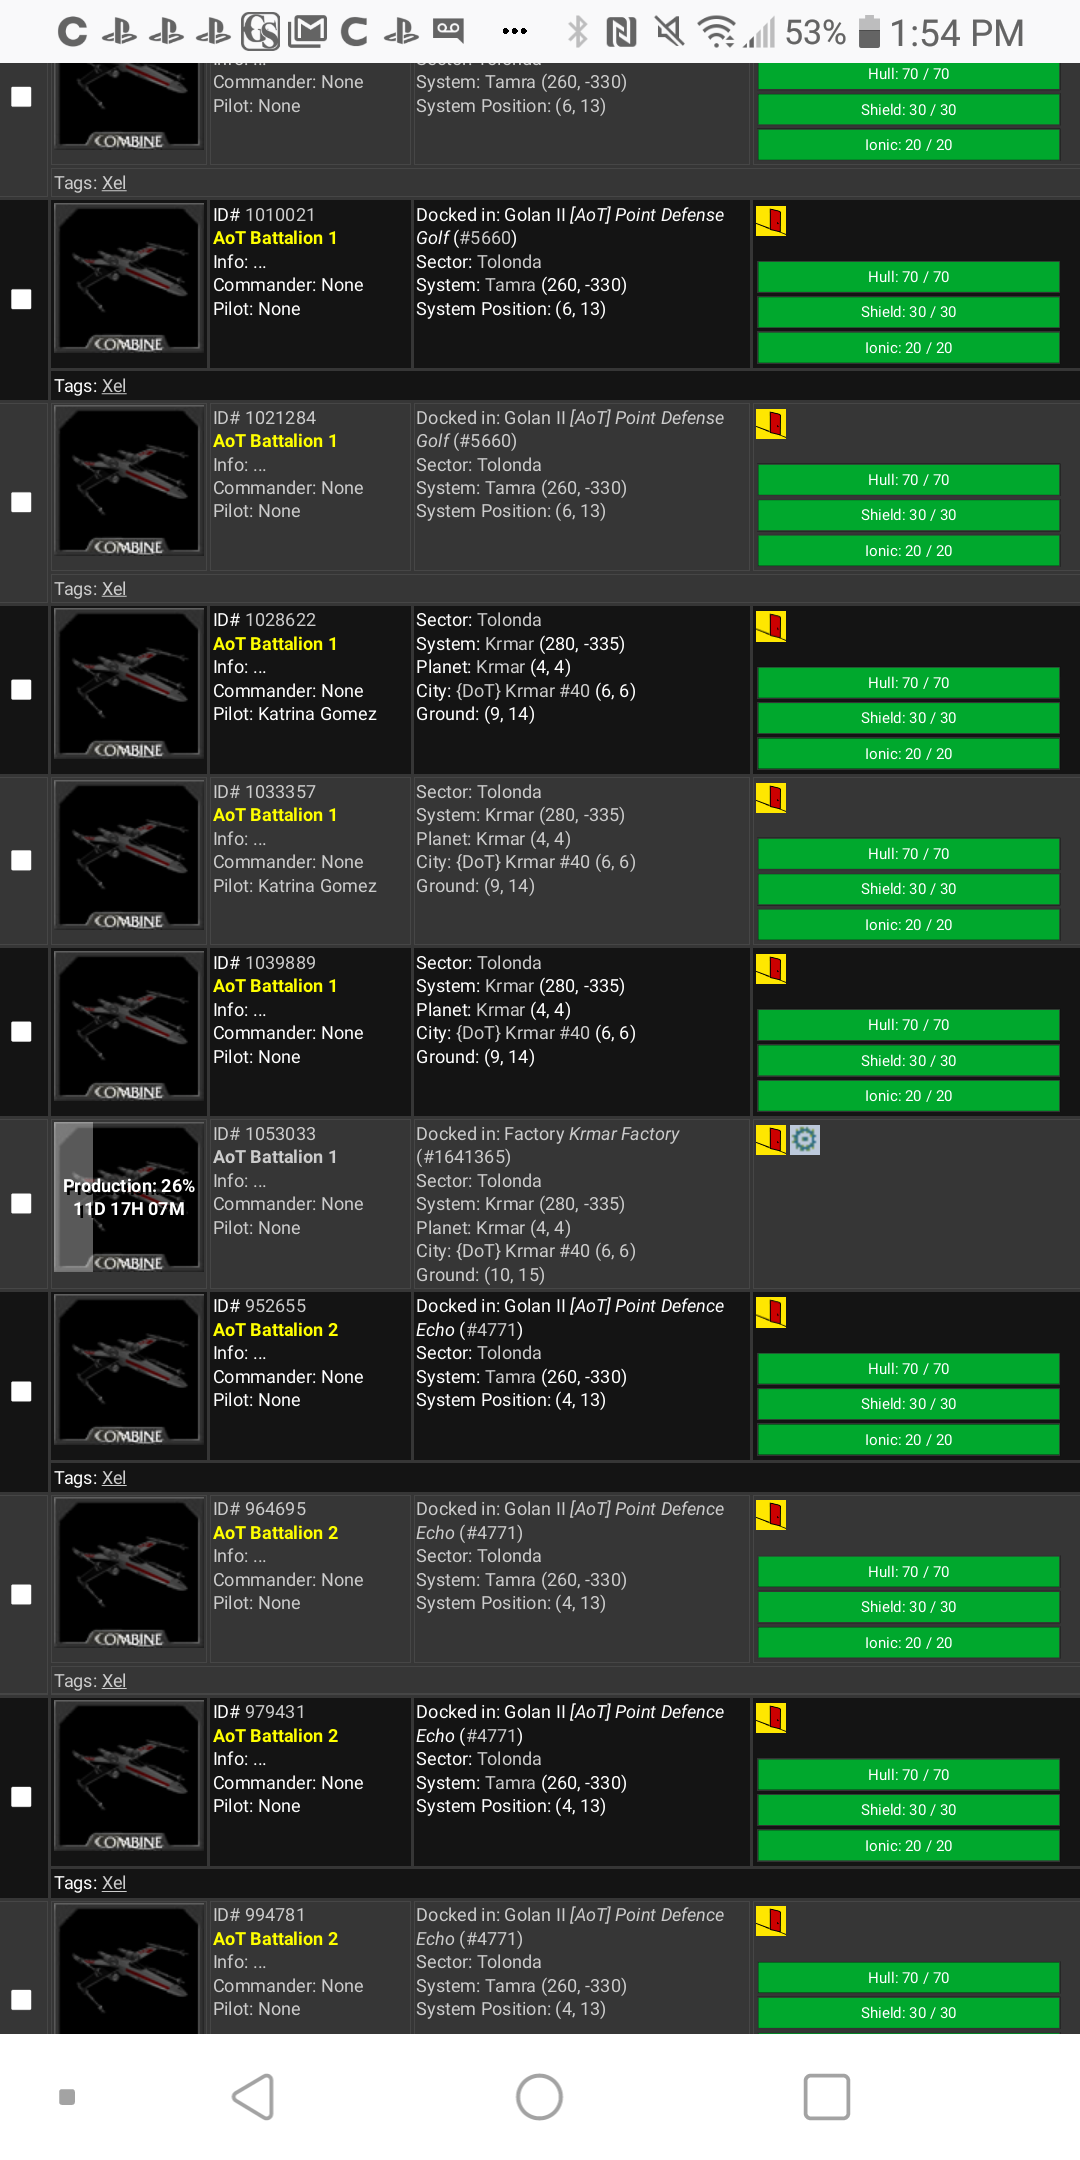 53% 1:54 PM
Commander: None
Pilot: None
System: Tamra (260, -330)
System Position: (6, 13)
Hull: 70 / 70
Shield: 30 / 30
Ionic: 20 / 20
COMBINE
Tags: Xel
ID# 1010021
AoT Battalion 1
Info: ...
Commander: None
Pilot: None
Docked in: Golan II [AoT] Point Defense
Golf (#5660)
Sector: Tolonda
System: Tamra (260, -330)
System Position: (6, 13)
Hull: 70 / 70
Shield: 30 / 30
Ionic: 20 / 20
COMBINE
Tags: Xel
ID# 1021284
AoT Battalion 1
Info: ...
Commander: None
Pilot: None
Docked in: Golan II [AoT] Point Defense
Golf (#5660)
Sector: Tolonda
System: Tamra (260, -330)
System Position: (6, 13)
Hull: 70 / 70
Shield: 30 / 30
Ionic: 20 / 20
COMBINE
Tags: Xel
ID# 1028622
AoT Battalion 1
Info: ...
Commander: None
Pilot: Katrina Gomez
Sector: Tolonda
System: Krmar (280, -335)
Planet: Krmar (4, 4)
City: {DoT} Krmar #40 (6, 6)
Ground: (9, 14)
Hull: 70 / 70
Shield: 30 / 30
Ionic: 20 / 20
COMBINE
ID# 1033357
AoT Battalion 1
Info: ...
Commander: None
Pilot: Katrina Gomez
Sector: Tolonda
System: Krmar (280, -335)
Planet: Krmar (4, 4)
City: {DoT} Krmar #40 (6, 6)
Ground: (9, 14)
Hull: 70 / 70
Shield: 30 / 30
Ionic: 20 / 20
COMBINE
ID# 1039889
AoT Battalion 1
Info: ...
Commander: None
Pilot: None
Sector: Tolonda
System: Krmar (280, -335)
Planet: Krmar (4, 4)
City: {DoT} Krmar #40 (6, 6)
Ground: (9, 14)
Hull: 70 / 70
Shield: 30 / 30
Ionic: 20 / 20
COMBINE
Production: 26%
11D 17H 07M
COMBINE
ID# 1053033
AoT Battalion 1
Info: ...
Commander: None
Pilot: None
Docked in: Factory Krmar Factory
(#1641365)
Sector: Tolonda
System: Krmar (280, -335)
Planet: Krmar (4, 4)
City: {DoT} Krmar #40 (6, 6)
Ground: (10, 15)
ID# 952655
AoT Battalion 2
Info: ...
Commander: None
Pilot: None
Docked in: Golan II [AoT] Point Defence
Echo (#4771)
Sector: Tolonda
System: Tamra (260, -330)
System Position: (4, 13)
Hull: 70 / 70
Shield: 30 / 30
Ionic: 20 / 20
COMBINE
Tags: Xel
ID# 964695
AoT Battalion 2
Info: ...
Commander: None
Pilot: None
Docked in: Golan II [AoT] Point Defence
Echo (#4771)
Sector: Tolonda
System: Tamra (260, -330)
System Position: (4, 13)
Hull: 70 / 70
Shield: 30 / 30
Ionic: 20 / 20
COMBINE
Tags: Xel
ID# 979431
AoT Battalion 2
Info: ...
Commander: None
Pilot: None
Docked in: Golan II [AoT] Point Defence
Echo (#4771)
Sector: Tolonda
System: Tamra (260, -330)
System Position: (4, 13)
Hull: 70 / 70
Shield: 30 / 30
Ionic: 20 / 20
COMBINE
Tags: Xel
ID# 994781
AoT Battalion 2
Info: ...
Commander: None
Pilot: None
Docked in: Golan II [AoT] Point Defence
Echo (#4771)
Sector: Tolonda
System: Tamra (260, -330)
System Position: (4, 13)
Hull: 70 / 70
Shield: 30 / 30